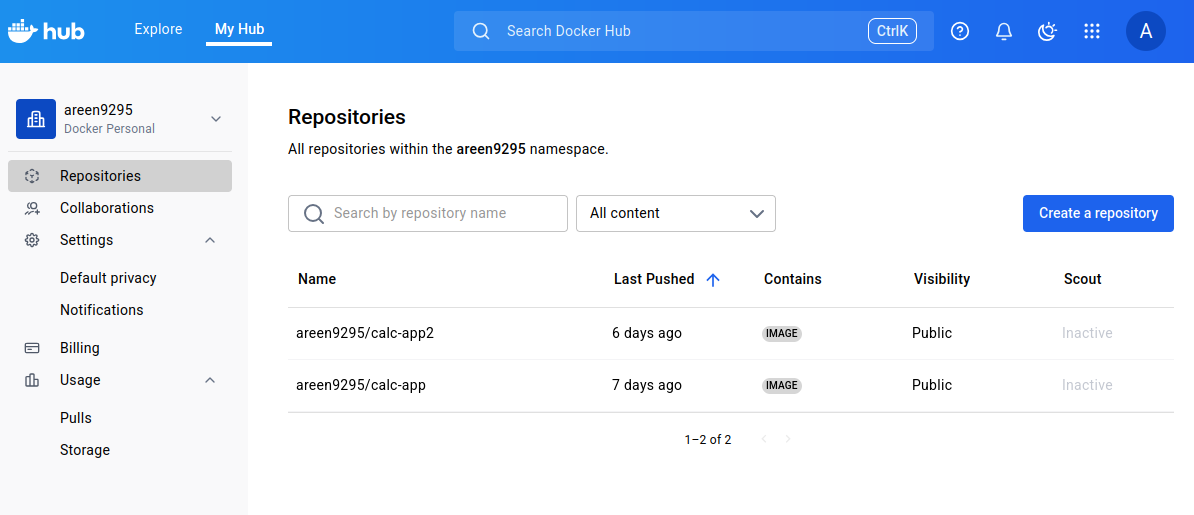 hub Explore My Hub Search Docker Hub CtrlK A
areen9295
Docker Personal
Repositories
Collaborations
Settings
Default privacy
Notifications
Billing
Usage
Pulls
Storage
Repositories
All repositories within the areen9295 namespace.
Search by repository name All content Create a repository
Name Last Pushed Contains Visibility Scout
areen9295/calc-app2 6 days ago IMAGE Public Inactive
areen9295/calc-app 7 days ago IMAGE Public Inactive
1–2 of 2